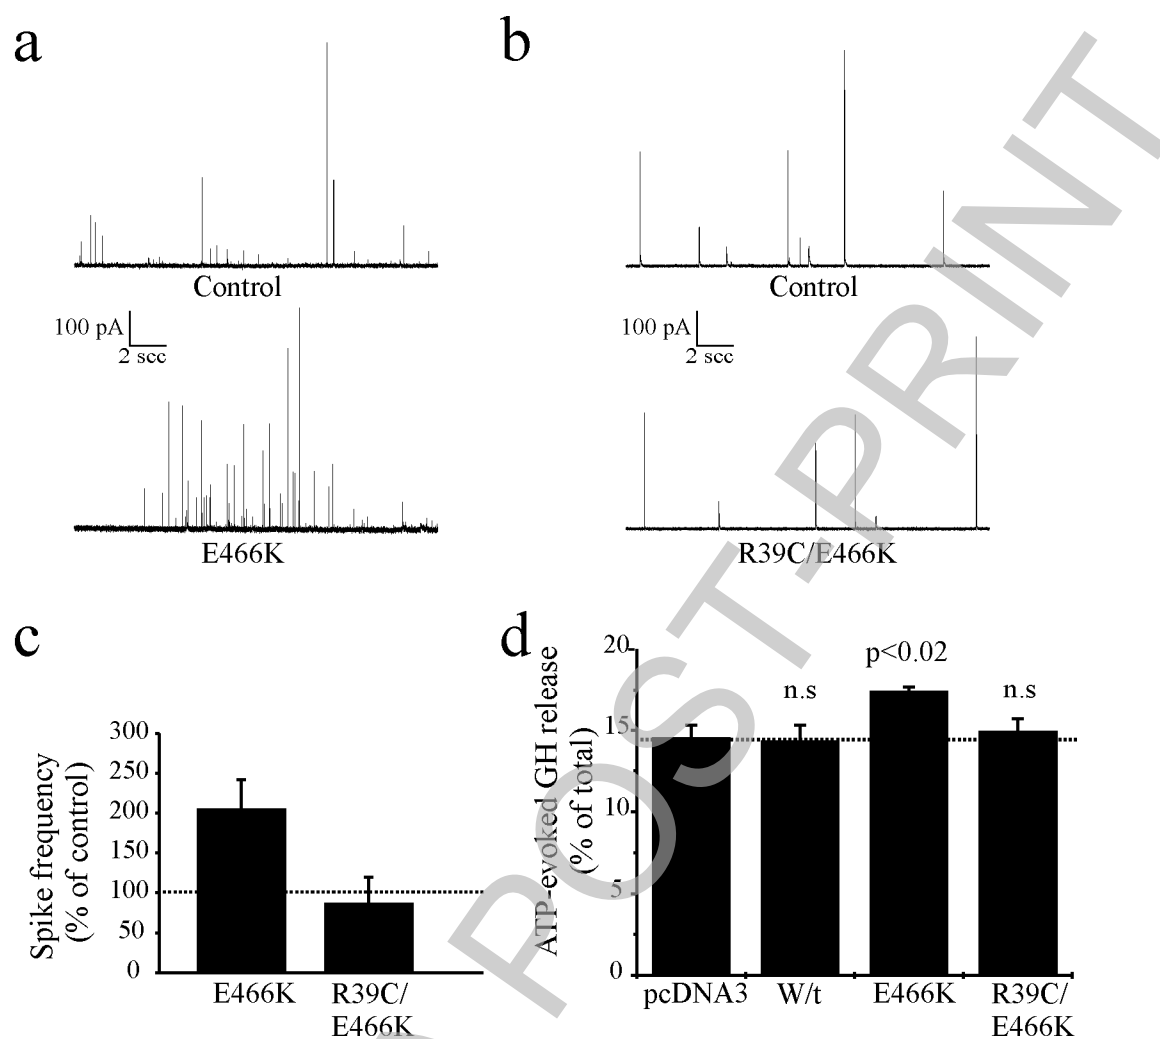 a
b
Control
Control
100 pA
2 scc
100 pA
2 scc
E466K
R39C/E466K
c
d
Spike frequency
(% of control)
300
250
200
150
100
50
0
E466K
R39C/
E466K
ATP-evoked GH release
(% of total)
20
15
10
5
0
n.s
p<0.02
n.s
pcDNA3
W/t
E466K
R39C/
E466K
POST-PRINT